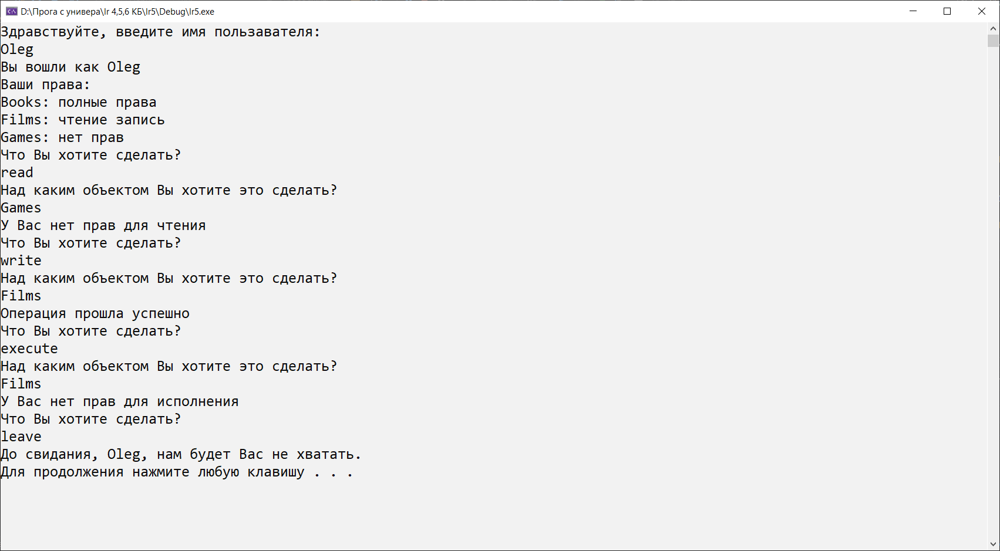 D:\Прога с универа\lr 4,5,6 КБ\lr5\Debug\lr5.exe
Здравствуйте, введите имя пользавателя:
Oleg
Вы вошли как Oleg
Ваши права:
Books: полные права
Films: чтение запись
Games: нет прав
Что Вы хотите сделать?
read
Над каким объектом Вы хотите это сделать?
Games
У Вас нет прав для чтения
Что Вы хотите сделать?
write
Над каким объектом Вы хотите это сделать?
Films
Операция прошла успешно
Что Вы хотите сделать?
execute
Над каким объектом Вы хотите это сделать?
Films
У Вас нет прав для исполнения
Что Вы хотите сделать?
leave
До свидания, Oleg, нам будет Вас не хватать.
Для продолжения нажмите любую клавишу . . .